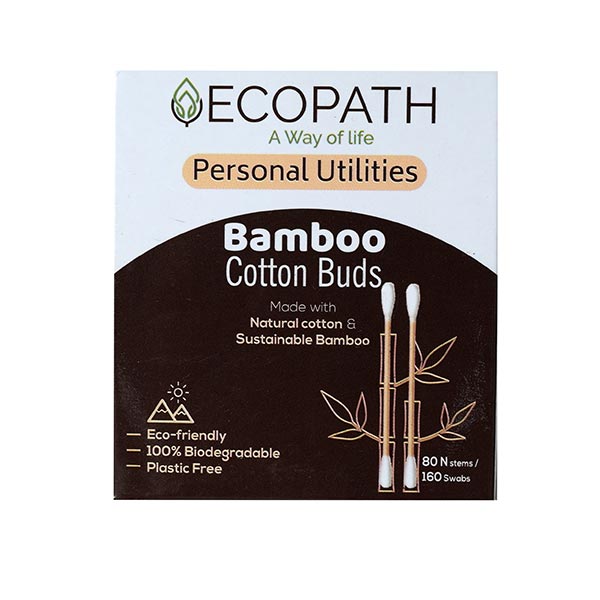 ECOPATH
A Way of life
Personal Utilities
Bamboo
Cotton Buds
Made with
Natural cotton &
Sustainable Bamboo
Eco-friendly
100% Biodegradable
Plastic Free
80 N stems /
160 Swabs